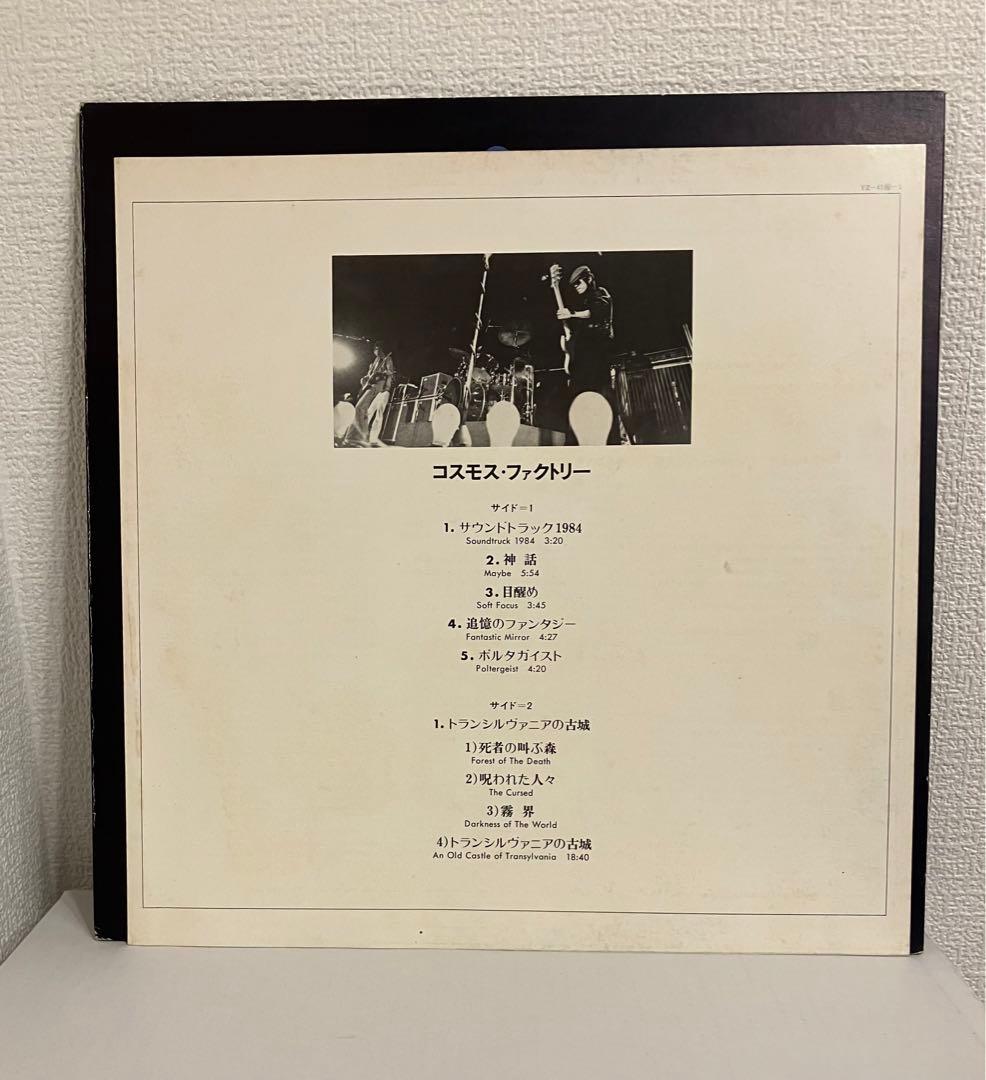 コスモス・ファクトリー
サイド=1
1. サウンドトラック1984
Soundtruck 1984 3:20
2. 神話
Maybe 5:54
3. 目醒め
Soft Focus 3:45
4. 追憶のファンタジー
Fantastic Mirror 4:27
5. ポルタガイスト
Poltergeist 4:20
サイド=2
1. トランシルヴァニアの古城
1)死者の叫ぶ森
Forest of The Death
2)呪われた人々
The Cursed
3)霧界
Darkness of The World
4)トランシルヴァニアの古城
An Old Castle of Transylvania 18:40